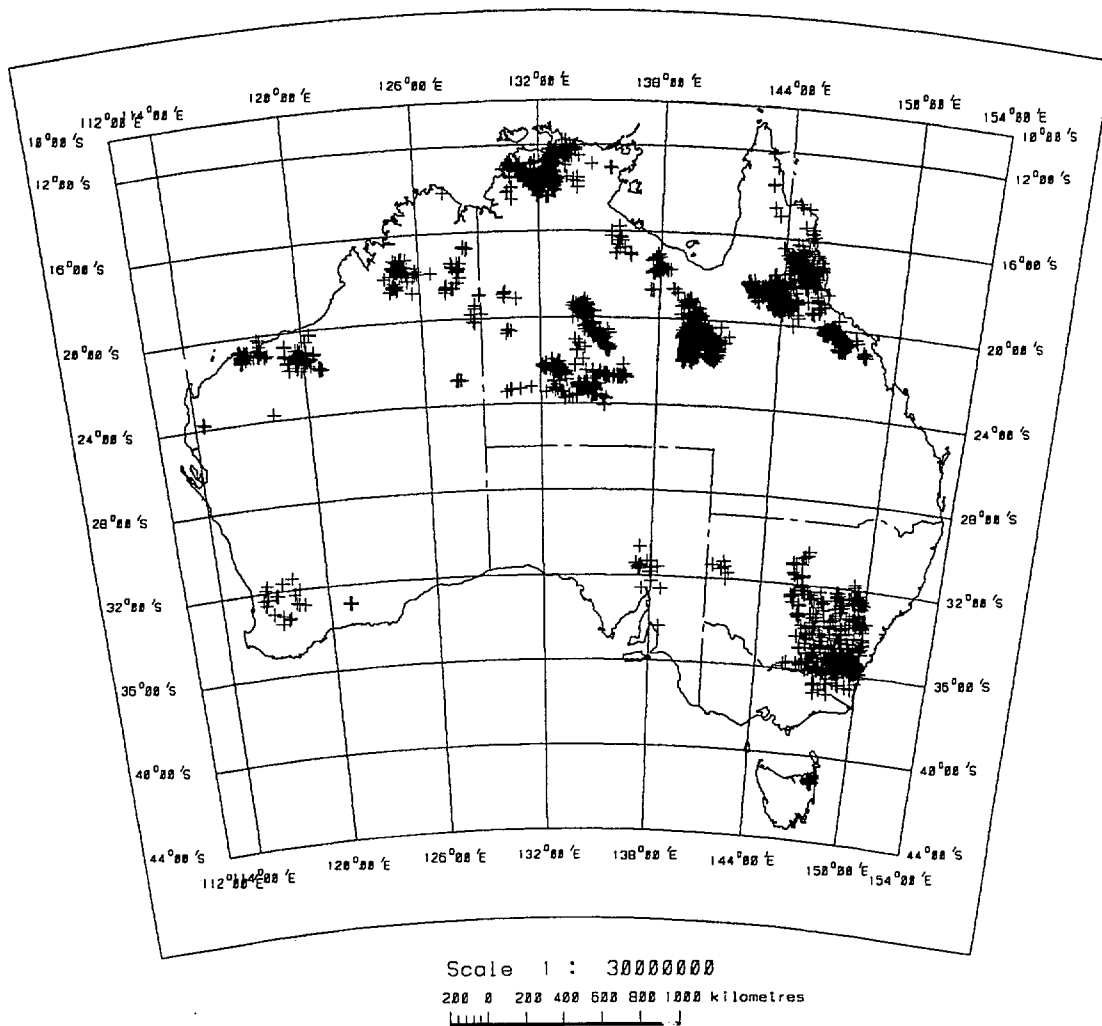 112°00'E 114°00'E 120°00'E 126°00'E 132°00'E 138°00'E 144°00'E 150°00'E 154°00'E
10°00'S 10°00'S
12°00'S 12°00'S
16°00'S 16°00'S
20°00'S 20°00'S
24°00'S 24°00'S
28°00'S 28°00'S
32°00'S 32°00'S
35°00'S 35°00'S
40°00'S 40°00'S
44°00'S 44°00'S
112°00'E 114°00'E 120°00'E 126°00'E 132°00'E 138°00'E 144°00'E 150°00'E 154°00'E
Scale 1 : 30000000
200 0 200 400 600 800 1000 kilometres